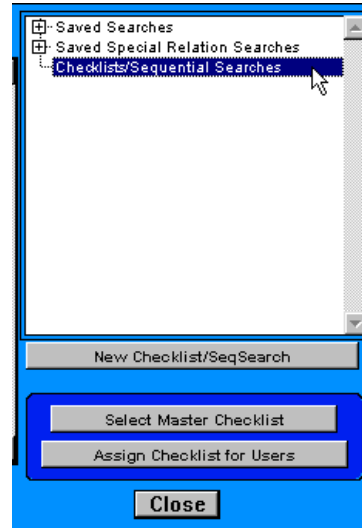 Saved Searches
Saved Special Relation Searches
Checklists/Sequential Searches
New Checklist/SeqSearch
Select Master Checklist
Assign Checklist for Users
Close